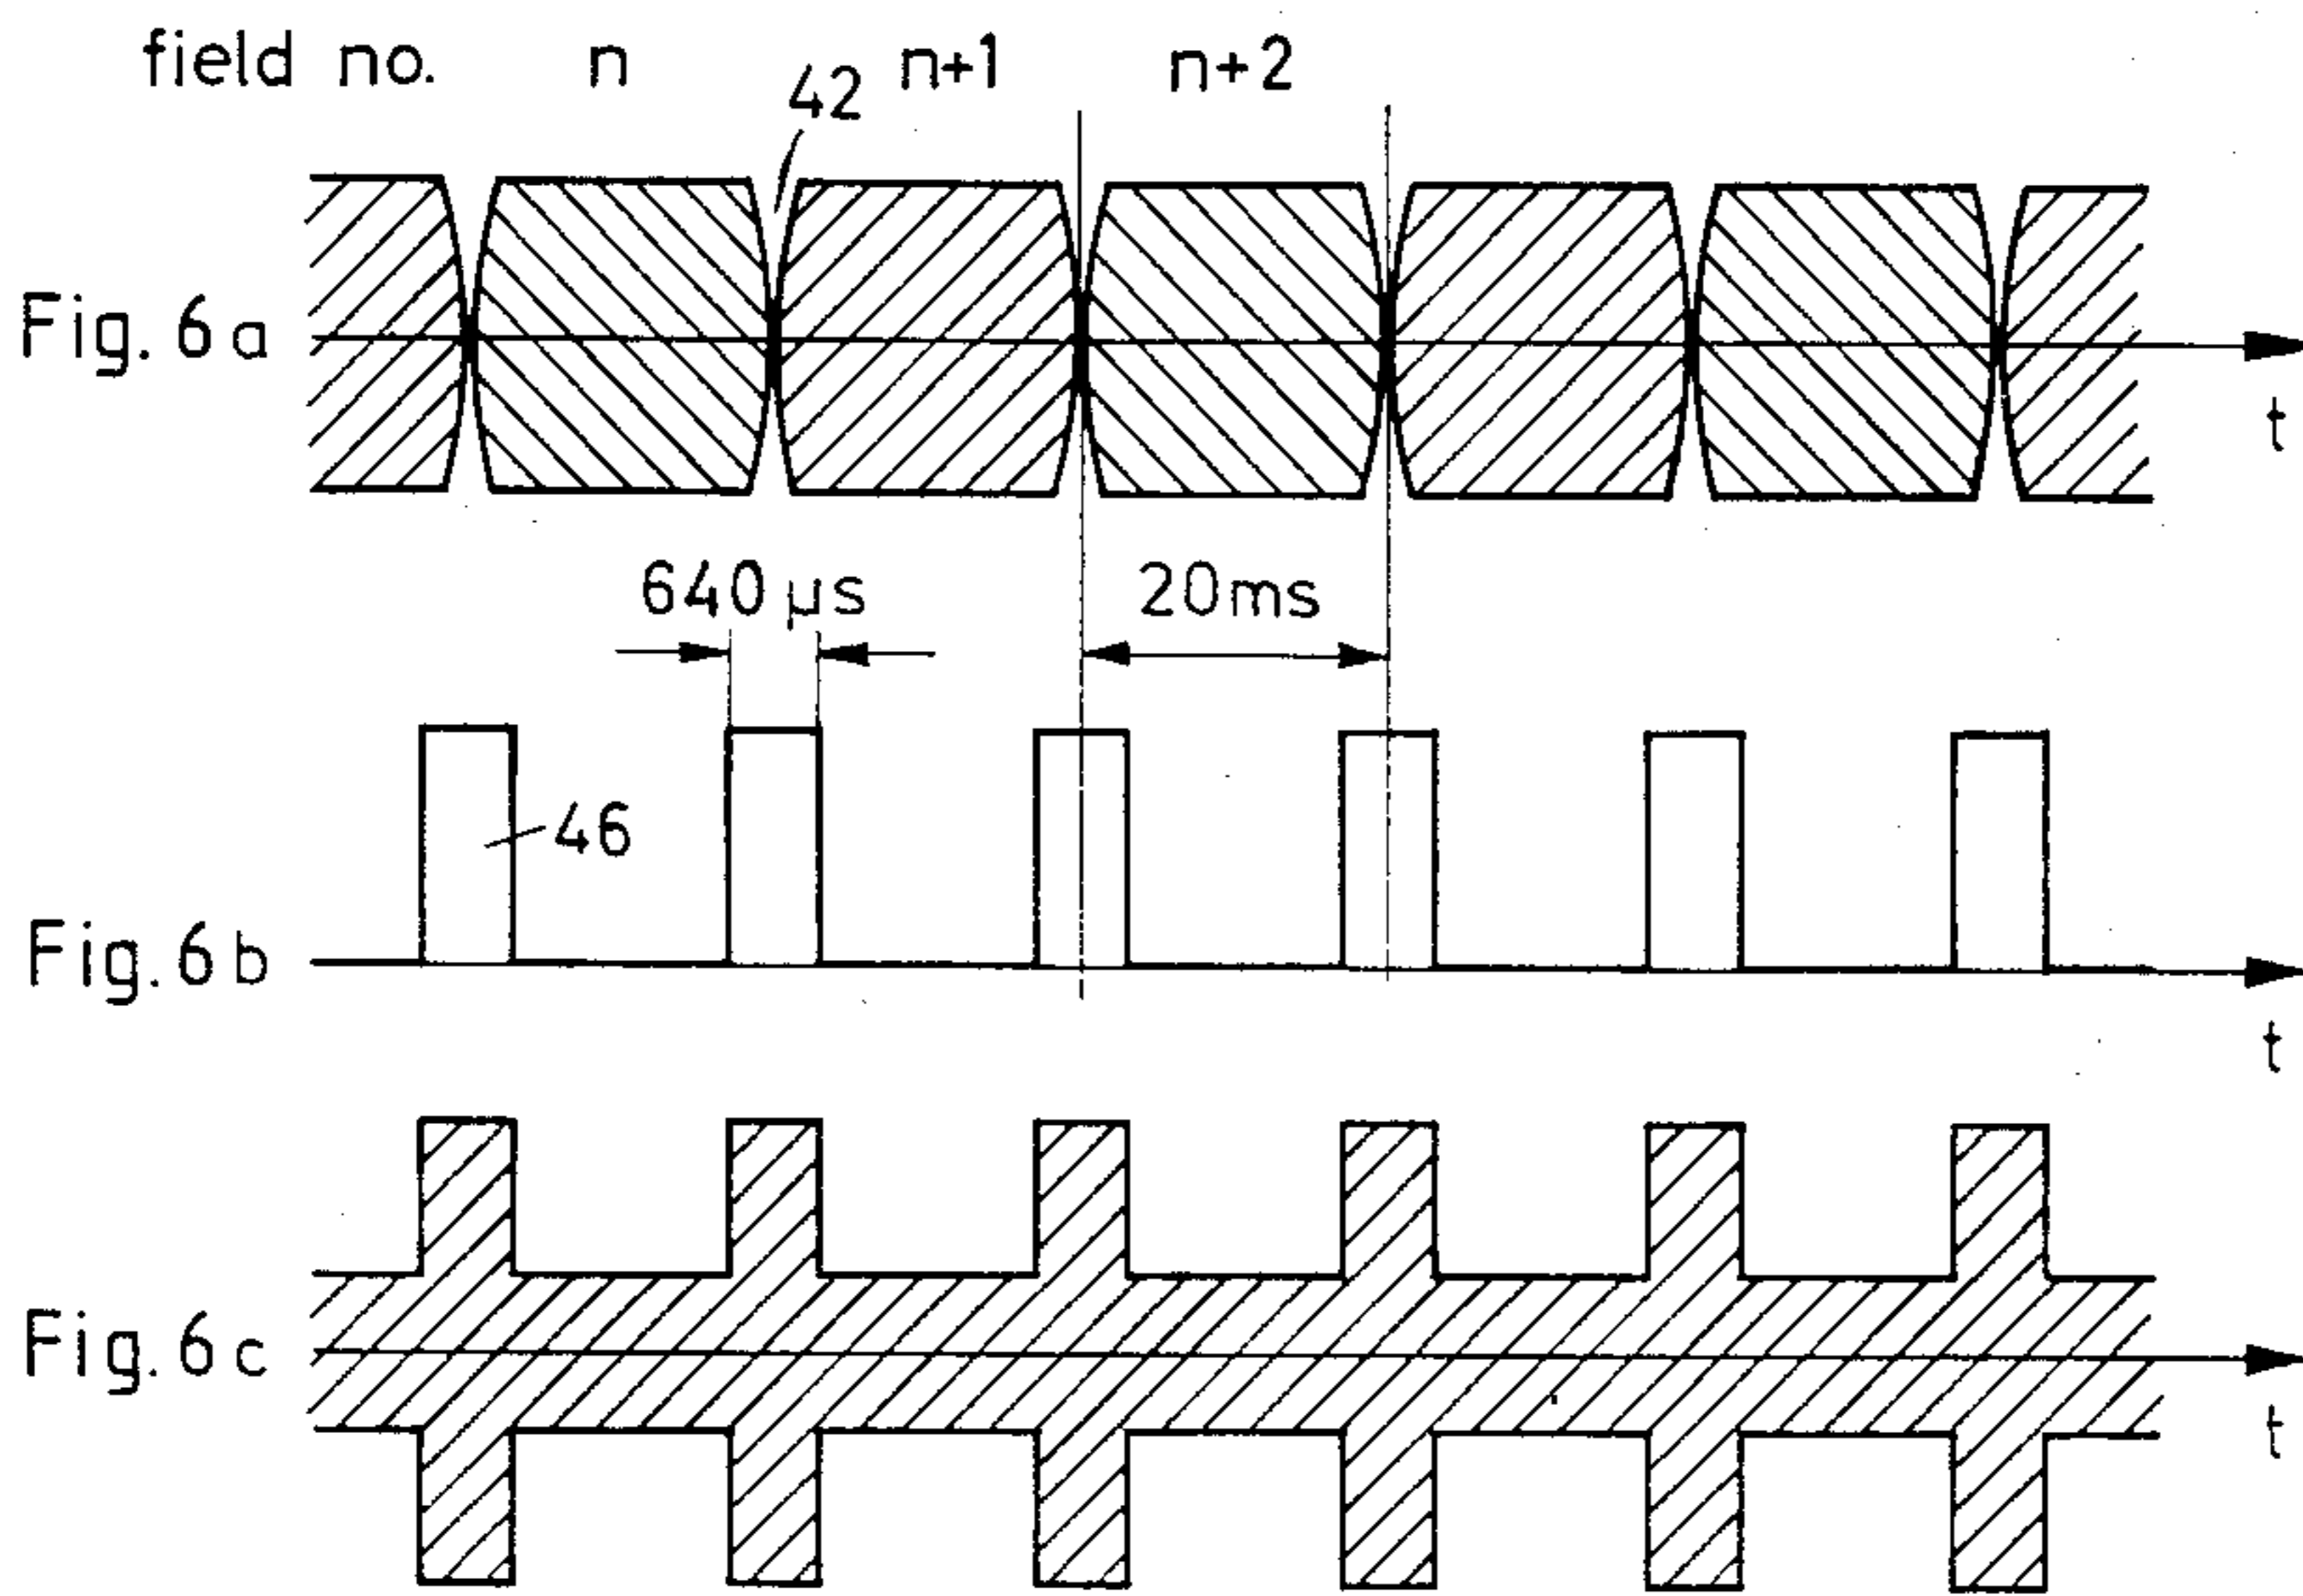 field no. n 42 n+1 n+2
Fig. 6a
t
640 µs 20ms
46
Fig. 6b
t
Fig. 6c
t